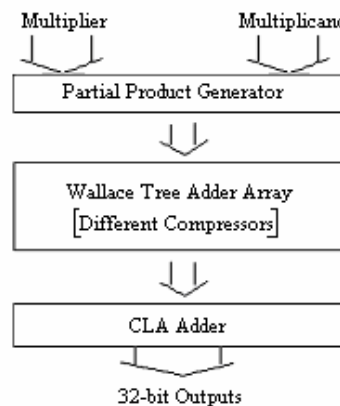 Multiplier Multiplicand
Partial Product Generator
Wallace Tree Adder Array
[Different Compressors]
CLA Adder
32-bit Outputs